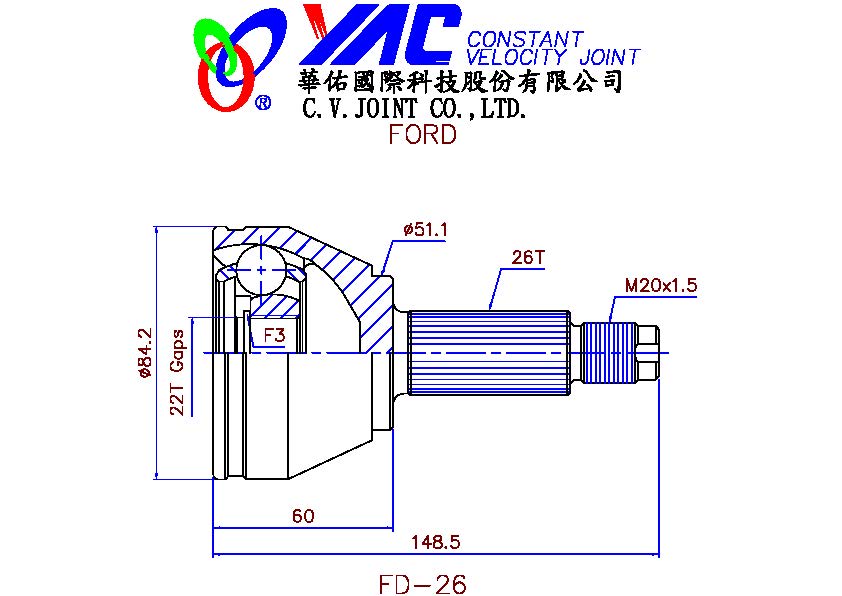 YAC CONSTANT
VELOCITY JOINT
®
華佑國際科技股份有限公司
C.V.JOINT CO.,LTD.
FORD
ø51.1
26T
M20x1.5
F3
ø84.2
22T Gaps
60
148.5
FD-26